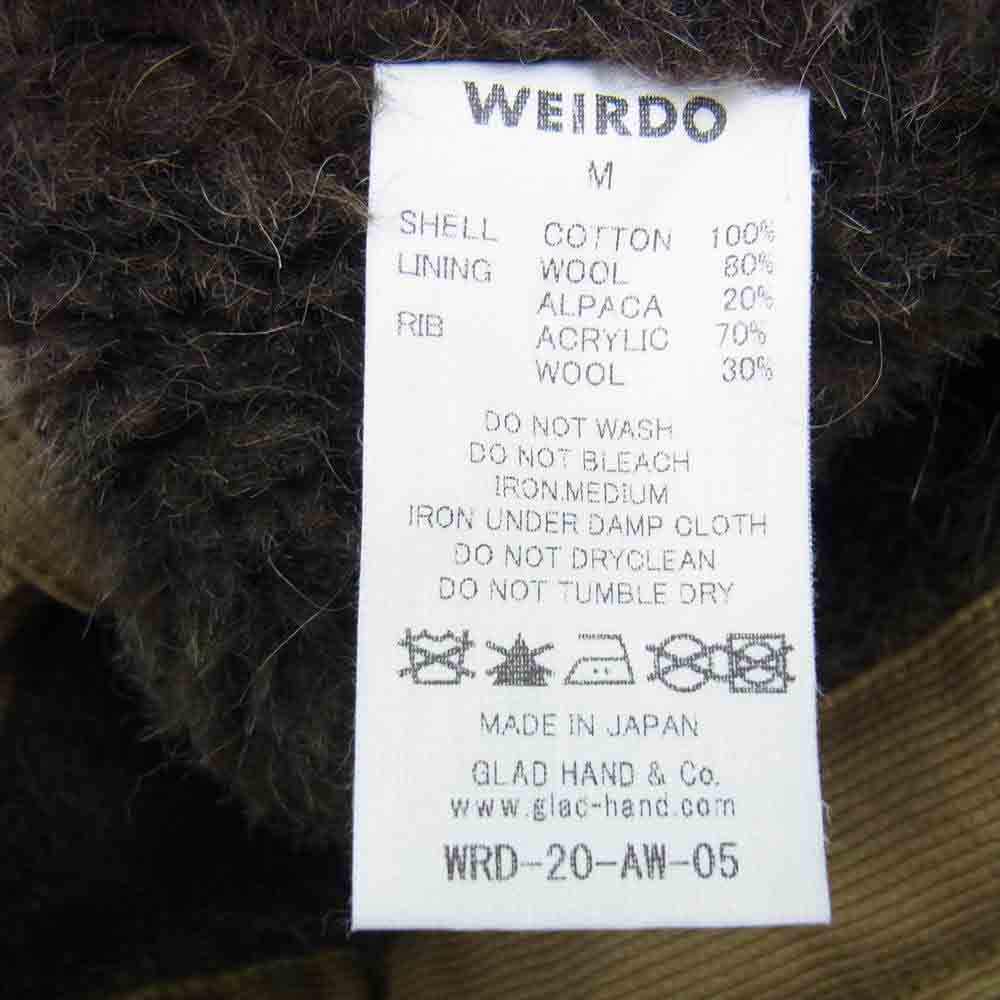 WEIRDO
M
SHELL COTTON 100%
LINING WOOL 80%
ALPACA 20%
RIB ACRYLIC 70%
WOOL 30%
DO NOT WASH
DO NOT BLEACH
IRON.MEDIUM
IRON UNDER DAMP CLOTH
DO NOT DRYCLEAN
DO NOT TUMBLE DRY
MADE IN JAPAN
GLAD HAND & Co.
www.glad-hand.com
WRD-20-AW-05